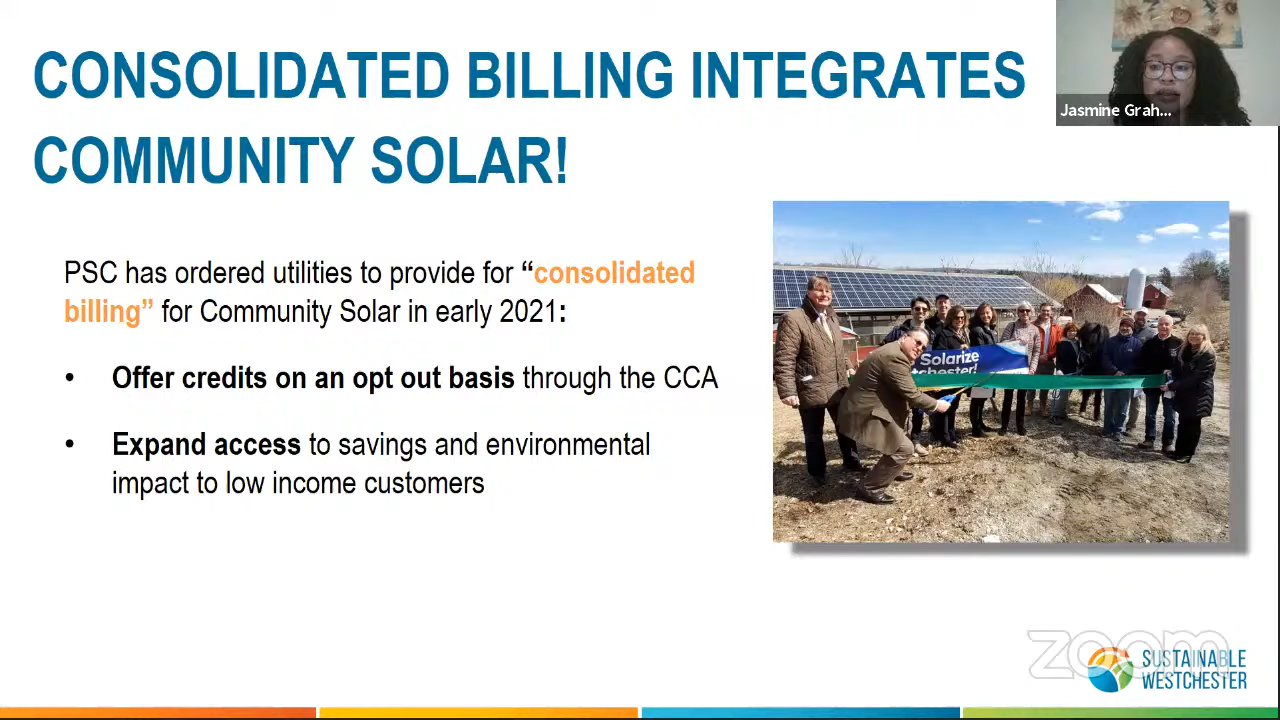 CONSOLIDATED BILLING INTEGRATES
COMMUNITY SOLAR!
Jasmine Grah...
PSC has ordered utilities to provide for “consolidated
billing” for Community Solar in early 2021:
• Offer credits on an opt out basis through the CCA
• Expand access to savings and environmental
impact to low income customers
Solarize
tchester!
zoom
SUSTAINABLE
WESTCHESTER